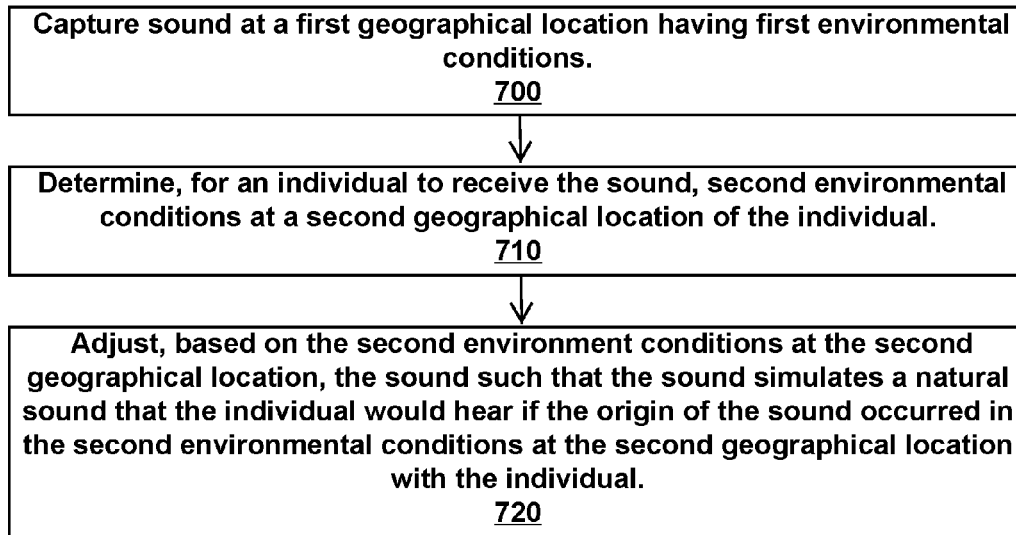 Capture sound at a first geographical location having first environmental
conditions.
700
Determine, for an individual to receive the sound, second environmental
conditions at a second geographical location of the individual.
710
Adjust, based on the second environment conditions at the second
geographical location, the sound such that the sound simulates a natural
sound that the individual would hear if the origin of the sound occurred in
the second environmental conditions at the second geographical location
with the individual.
720